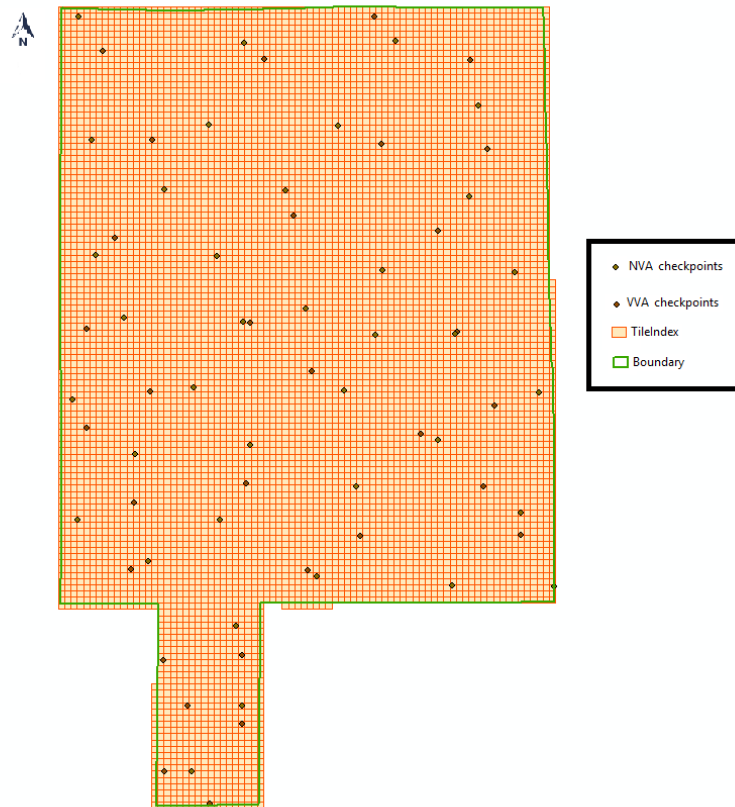 N
NVA checkpoints
VVA checkpoints
TileIndex
Boundary